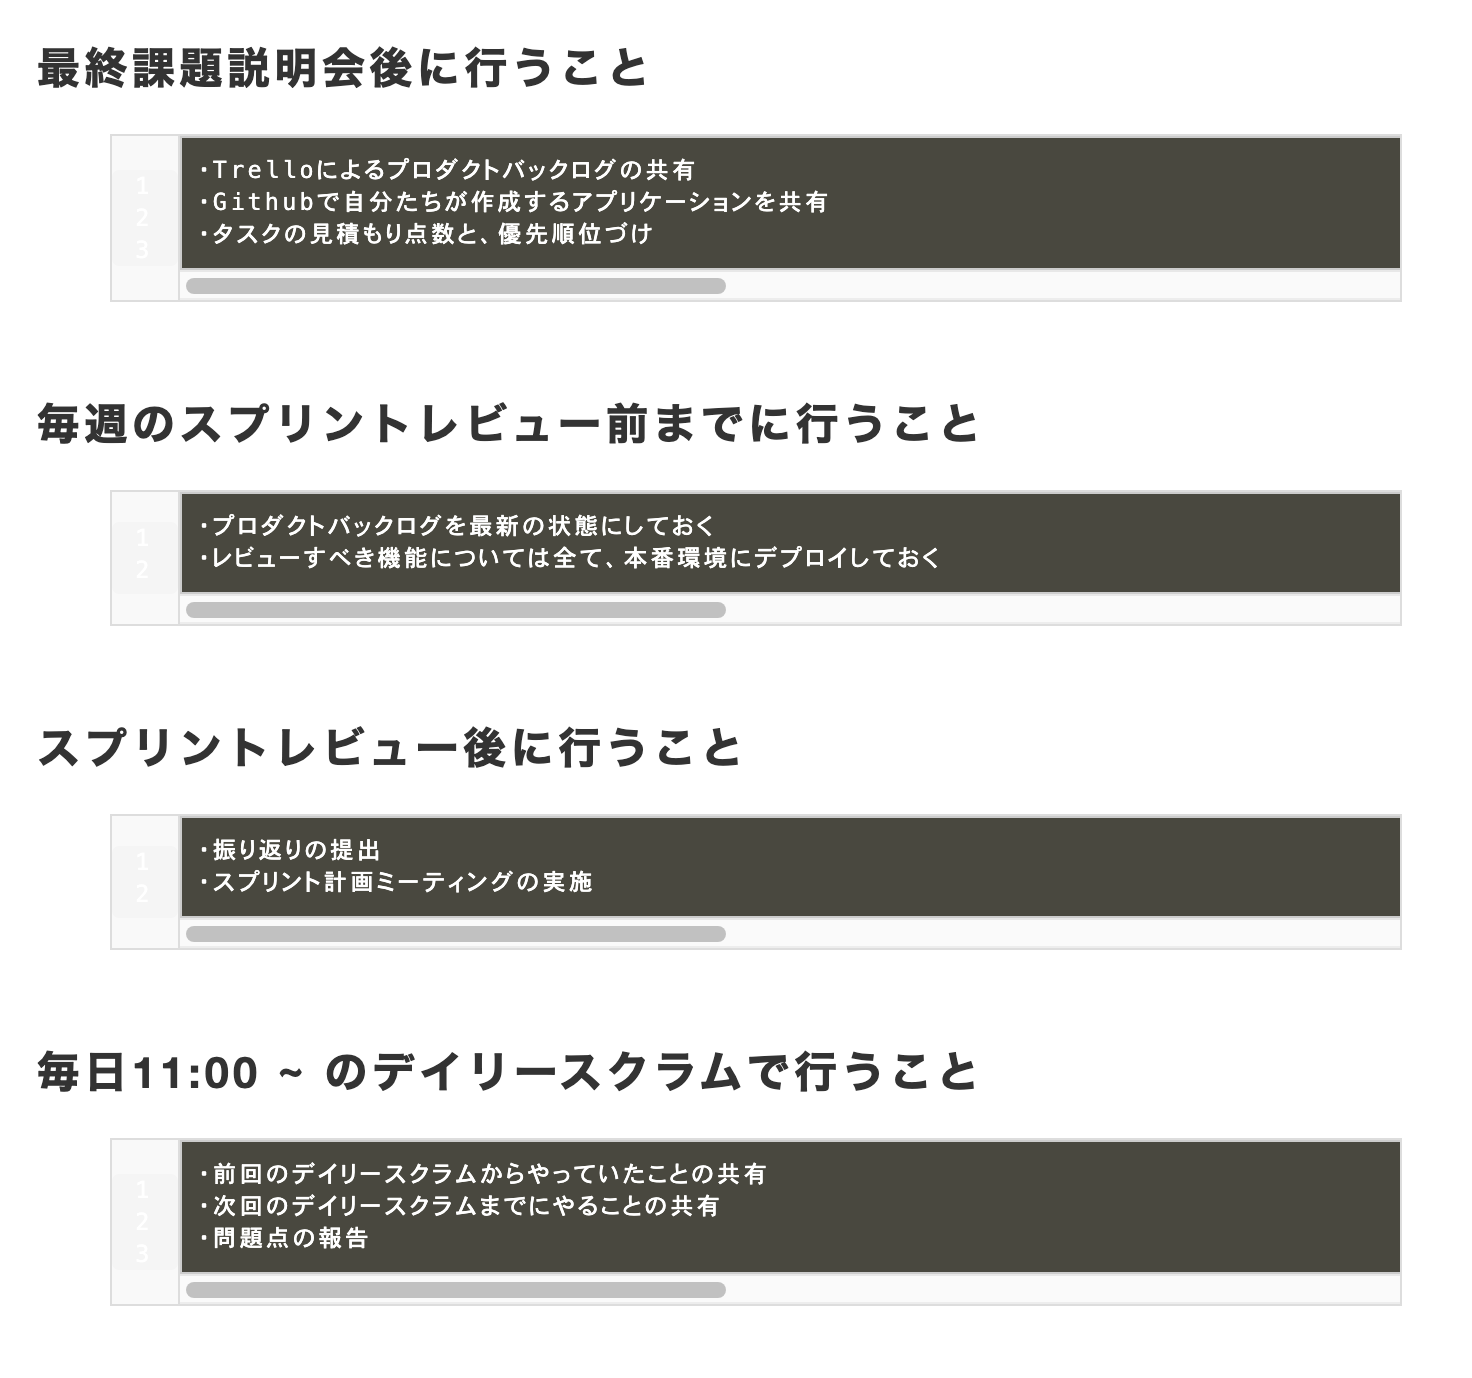 最終課題説明会後に行うこと
1 ・Trelloによるプロダクトバックログの共有
2 ・Githubで自分たちが作成するアプリケーションを共有
3 ・タスクの見積もり点数と、優先順位づけ
毎週のスプリントレビュー前までに行うこと
1 ・プロダクトバックログを最新の状態にしておく
2 ・レビューすべき機能については全て、本番環境にデプロイしておく
スプリントレビュー後に行うこと
1 ・振り返りの提出
2 ・スプリント計画ミーティングの実施
毎日11:00 ~ のデイリースクラムで行うこと
1 ・前回のデイリースクラムからやっていたことの共有
2 ・次回のデイリースクラムまでにやることの共有
3 ・問題点の報告